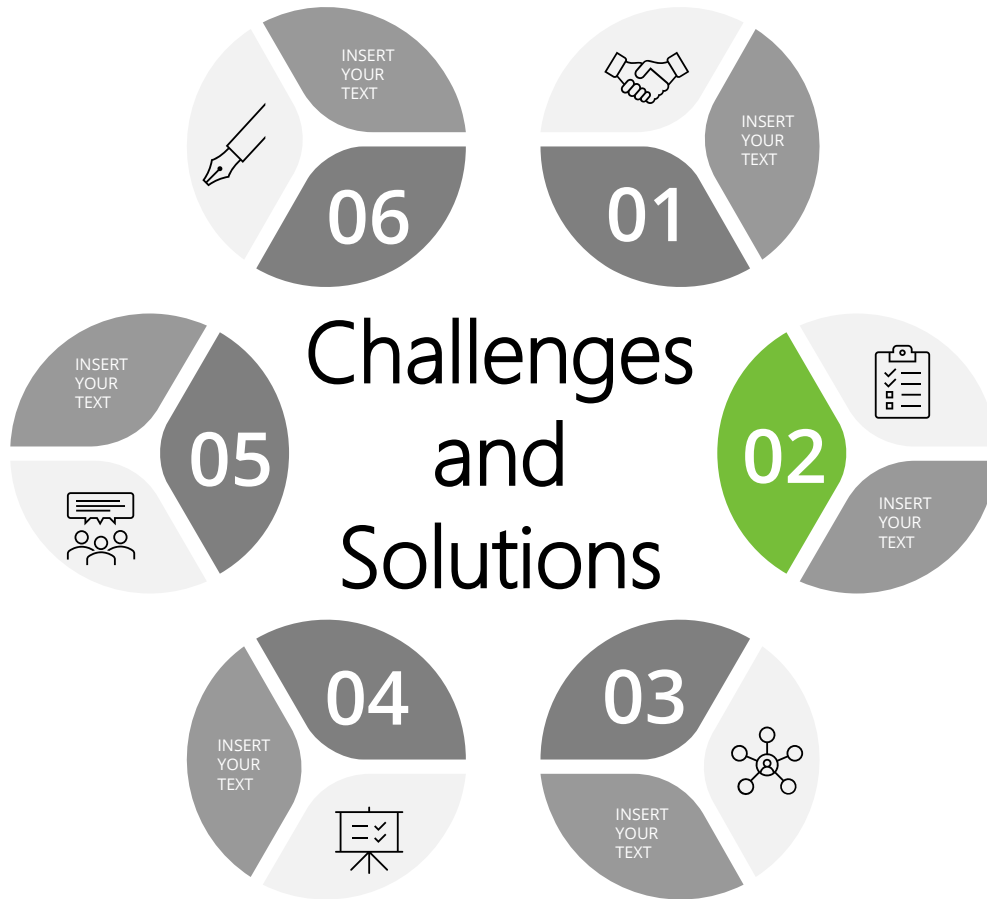 Challenges
and
Solutions
01
INSERT
YOUR
TEXT
02
INSERT
YOUR
TEXT
03
INSERT
YOUR
TEXT
04
INSERT
YOUR
TEXT
05
INSERT
YOUR
TEXT
06
INSERT
YOUR
TEXT